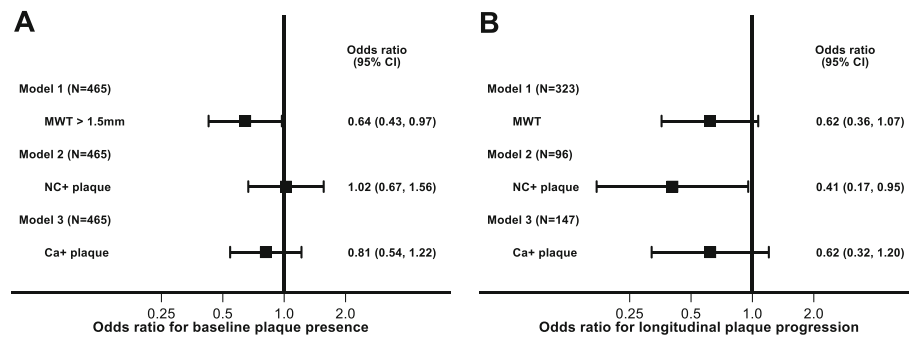 A
Odds ratio
(95% CI)
Model 1 (N=465)
MWT > 1.5mm 0.64 (0.43, 0.97)
Model 2 (N=465)
NC+ plaque 1.02 (0.67, 1.56)
Model 3 (N=465)
Ca+ plaque 0.81 (0.54, 1.22)
0.25 0.5 1.0 2.0
Odds ratio for baseline plaque presence
B
Odds ratio
(95% CI)
Model 1 (N=323)
MWT 0.62 (0.36, 1.07)
Model 2 (N=96)
NC+ plaque 0.41 (0.17, 0.95)
Model 3 (N=147)
Ca+ plaque 0.62 (0.32, 1.20)
0.25 0.5 1.0 2.0
Odds ratio for longitudinal plaque progression